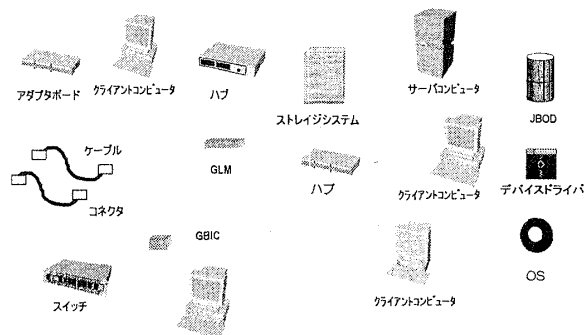 アダプタボード
クライアントコンピュータ
ハブ
ストレイジシステム
サーバコンピュータ
JBOD
ケーブル
コネクタ
GLM
ハブ
クライアントコンピュータ
デバイスドライバ
スイッチ
GBIC
クライアントコンピュータ
OS